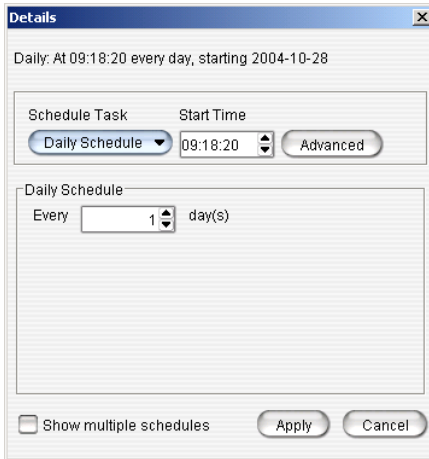 Details
Daily: At 09:18:20 every day, starting 2004-10-28
Schedule Task Start Time
Daily Schedule 09:18:20 Advanced
Daily Schedule
Every 1 day(s)
Show multiple schedules Apply Cancel